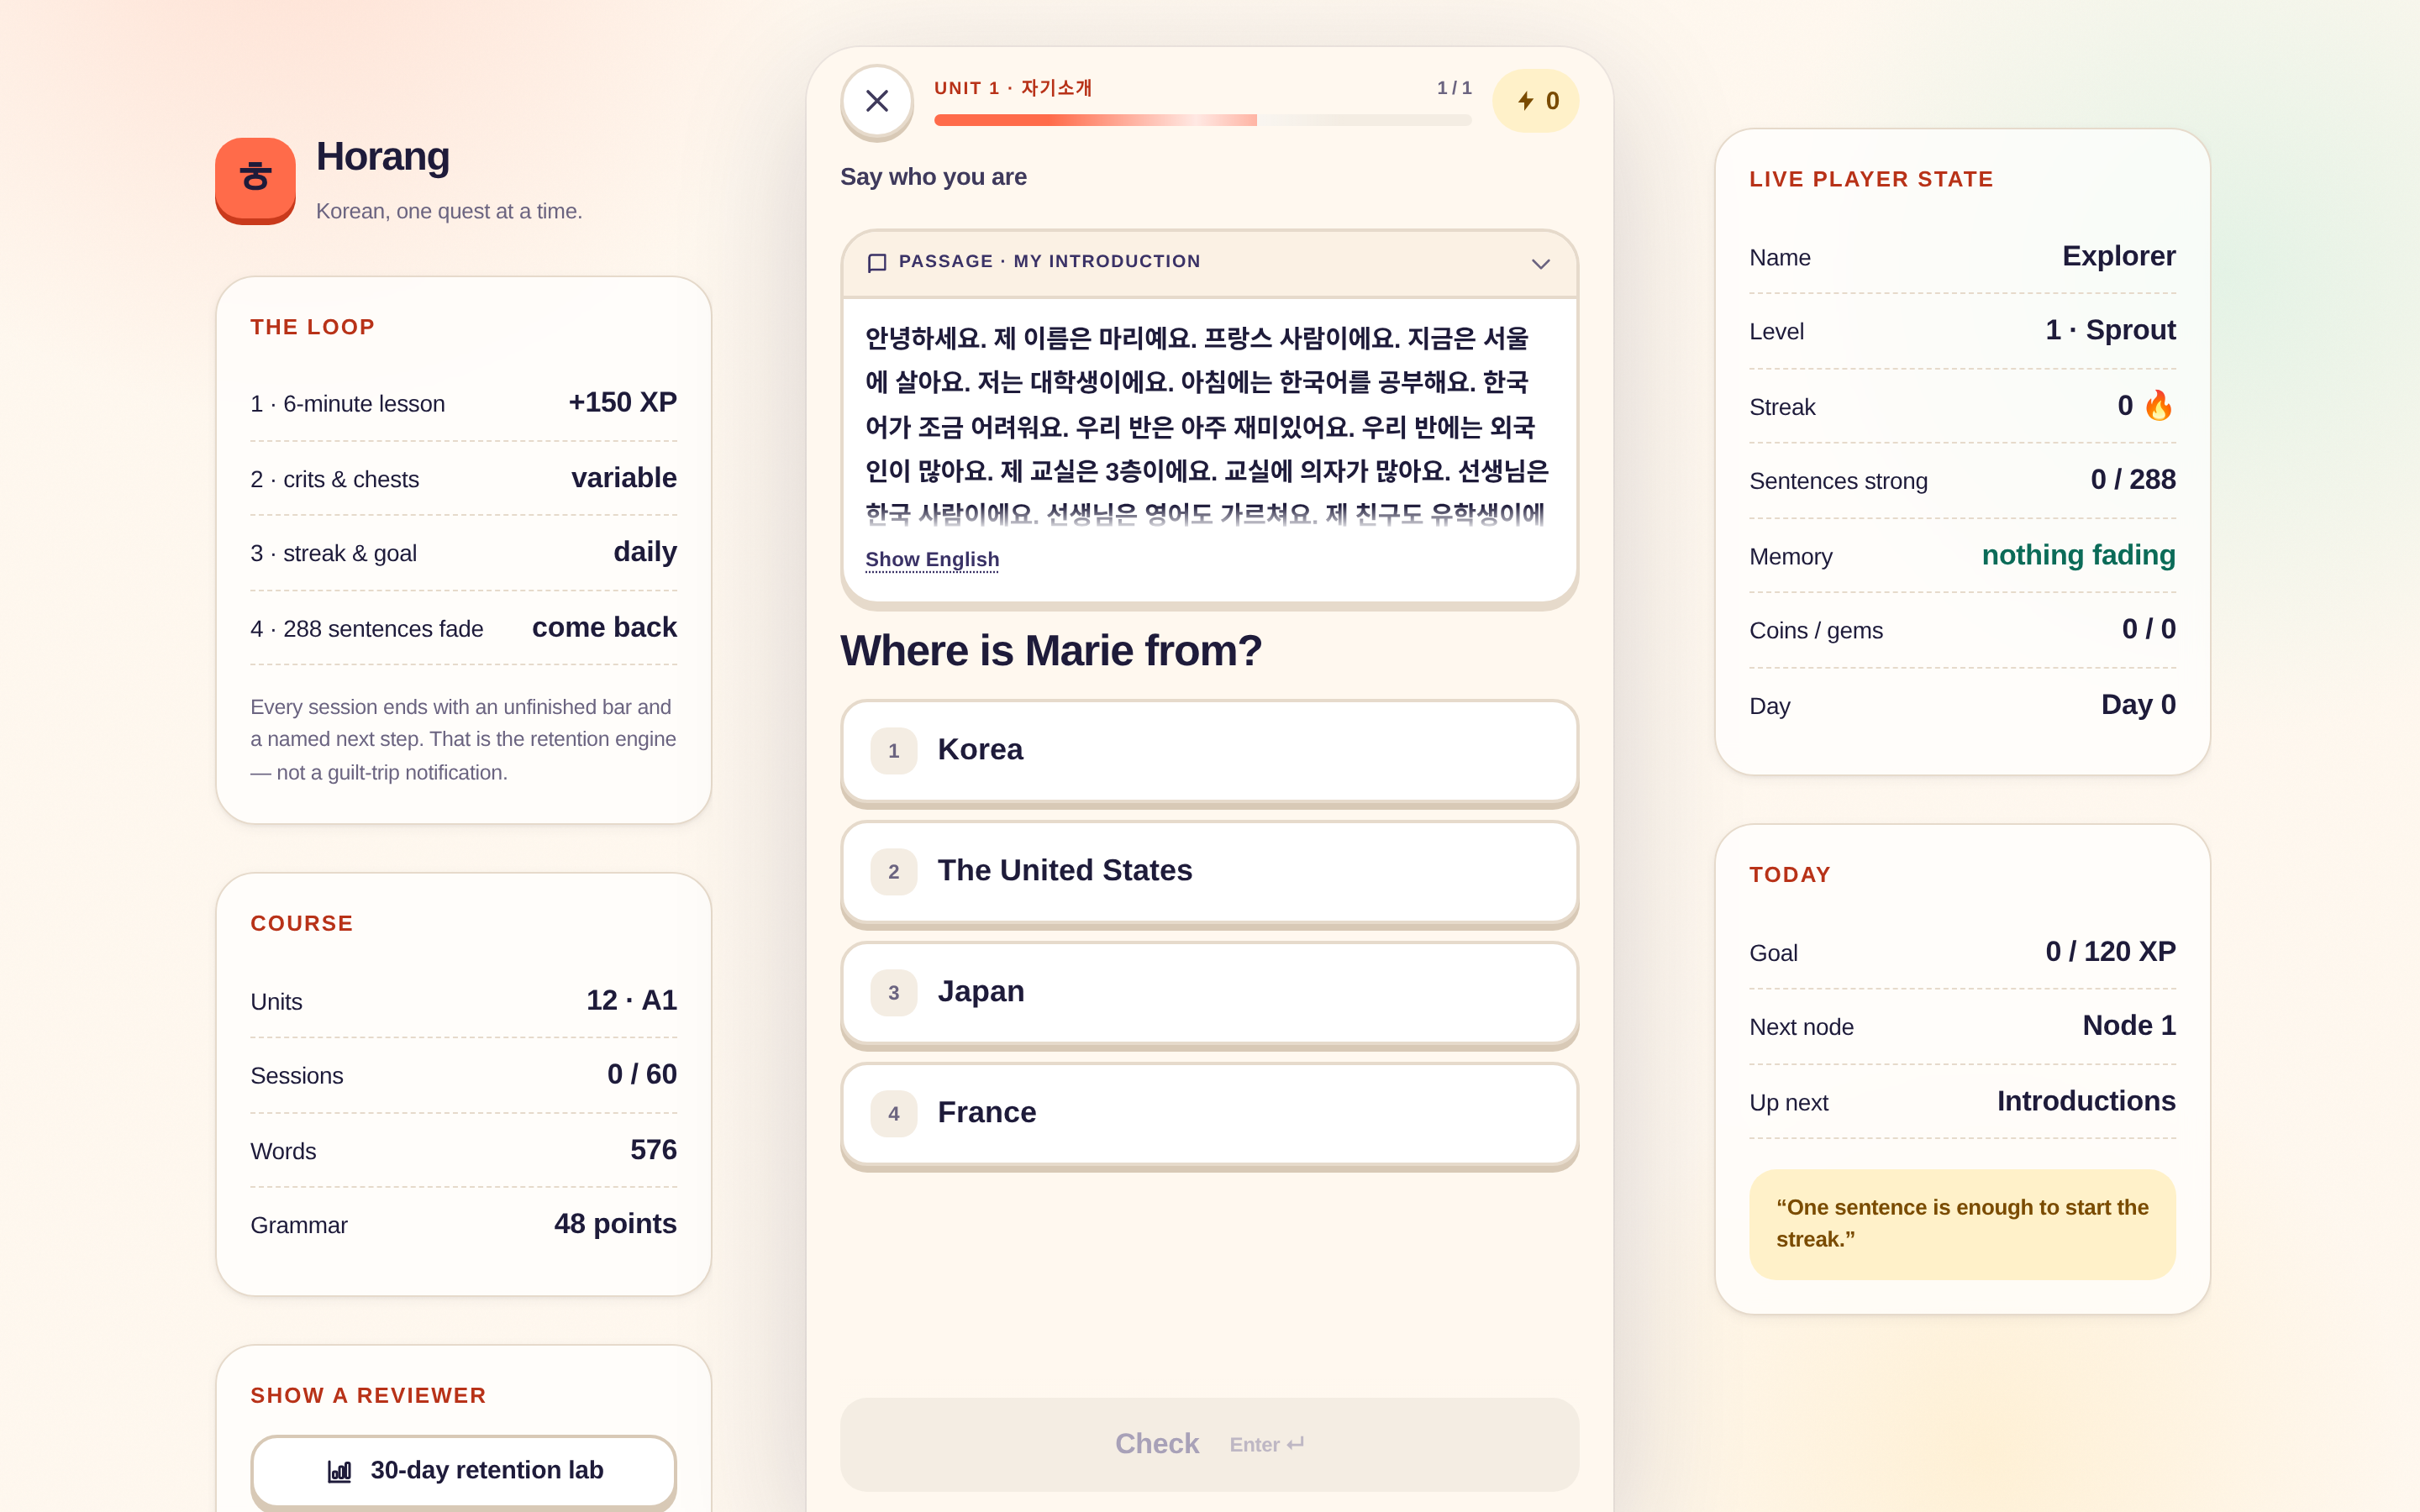 ㅎ
Horang
Korean, one quest at a time.
THE LOOP
1 · 6-minute lesson +150 XP
2 · crits & chests variable
3 · streak & goal daily
4 · 288 sentences fade come back
Every session ends with an unfinished bar and
a named next step. That is the retention engine
— not a guilt-trip notification.
COURSE
Units 12 · A1
Sessions 0 / 60
Words 576
Grammar 48 points
SHOW A REVIEWER
30-day retention lab
UNIT 1 · 자기소개 1 / 1
0
Say who you are
PASSAGE · MY INTRODUCTION
안녕하세요. 제 이름은 마리예요. 프랑스 사람이에요. 지금은 서울
에 살아요. 저는 대학생이에요. 아침에는 한국어를 공부해요. 한국
어가 조금 어려워요. 우리 반은 아주 재미있어요. 우리 반에는 외국
인이 많아요. 제 교실은 3층이에요. 교실에 의자가 많아요. 선생님은
한국 사람이에요. 선생님은 영어도 가르쳐요. 제 친구도 유학생이에
Show English
Where is Marie from?
1 Korea
2 The United States
3 Japan
4 France
Check Enter ↵
LIVE PLAYER STATE
Name Explorer
Level 1 · Sprout
Streak 0 🔥
Sentences strong 0 / 288
Memory nothing fading
Coins / gems 0 / 0
Day Day 0
TODAY
Goal 0 / 120 XP
Next node Node 1
Up next Introductions
“One sentence is enough to start the
streak.”